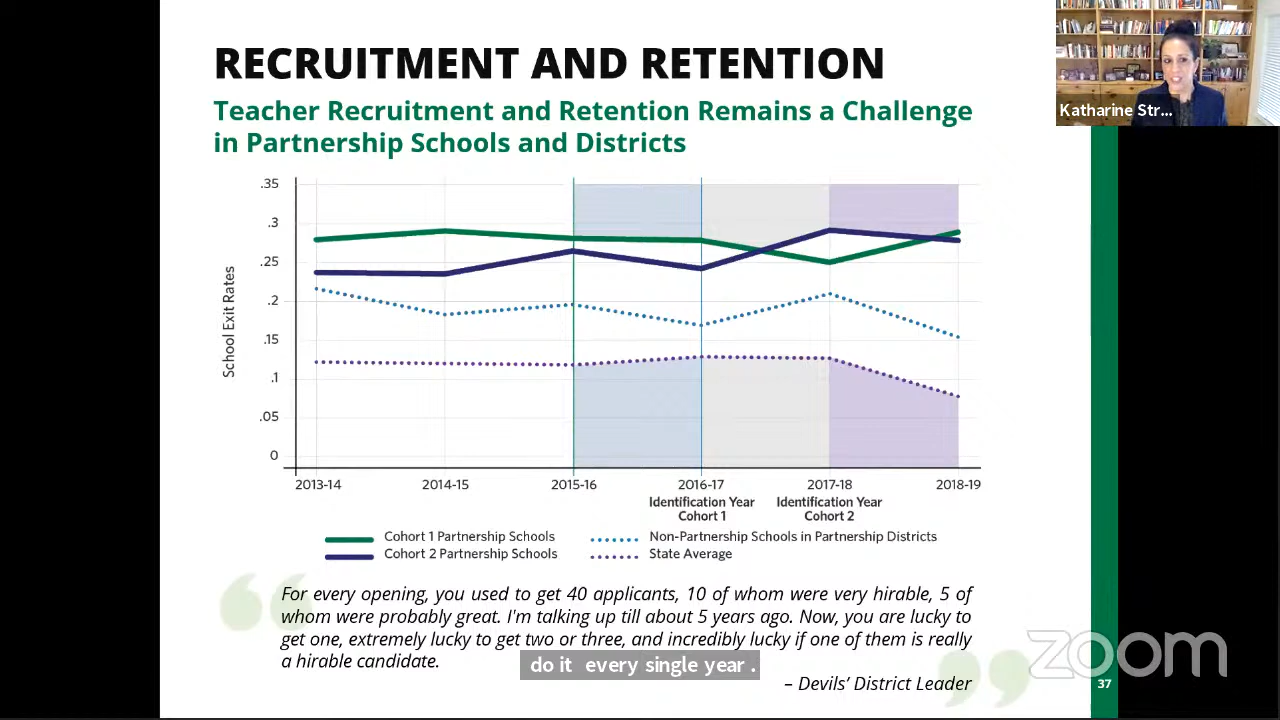 RECRUITMENT AND RETENTION
Teacher Recruitment and Retention Remains a Challenge
in Partnership Schools and Districts
Katharine Str...
School Exit Rates
.35
.3
.25
.2
.15
.1
.05
0
2013-14
2014-15
2015-16
2016-17
2017-18
2018-19
Identification Year
Cohort 1
Identification Year
Cohort 2
Cohort 1 Partnership Schools
Cohort 2 Partnership Schools
Non-Partnership Schools in Partnership Districts
State Average
For every opening, you used to get 40 applicants, 10 of whom were very hirable, 5 of
whom were probably great. I'm talking up till about 5 years ago. Now, you are lucky to
get one, extremely lucky to get two or three, and incredibly lucky if one of them is really
a hirable candidate.
do it every single year .
– Devils’ District Leader
zoom
37